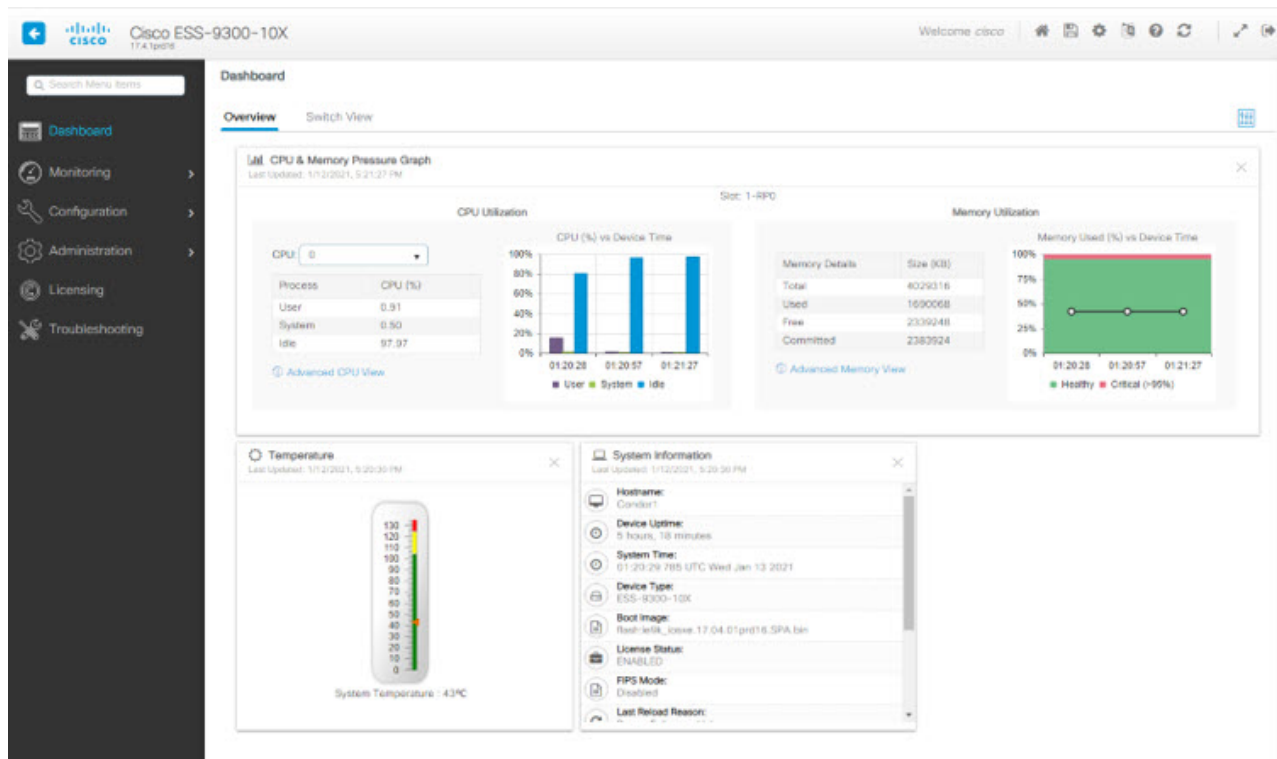 CISCO
Cisco ESS-9300-10X
17.4.1prd16
Welcome cisco
Search Menu Items
Dashboard
Monitoring
Configuration
Administration
Licensing
Troubleshooting
Dashboard
Overview
Switch View
CPU & Memory Pressure Graph
Last Updated: 1/12/2021, 5:21:27 PM
Slot: 1-RP0
CPU Utilization
CPU: 0
Process CPU (%)
User 0.91
System 0.50
Idle 97.97
Advanced CPU View
CPU (%) vs Device Time
100%
80%
60%
40%
20%
0%
01:20:28 01:20:57 01:21:27
User System Idle
Memory Utilization
Memory Details Size (KB)
Total 4029316
Used 1690068
Free 2339248
Committed 2383924
Advanced Memory View
Memory Used (%) vs Device Time
100%
75%
50%
25%
0%
01:20:28 01:20:57 01:21:27
Healthy Critical (>95%)
Temperature
Last Updated: 1/12/2021, 5:20:30 PM
130
120
110
100
90
80
70
60
50
40
30
20
10
0
System Temperature : 43ºC
System Information
Last Updated: 1/12/2021, 5:20:30 PM
Hostname:
Condor1
Device Uptime:
5 hours, 18 minutes
System Time:
01:20:29.785 UTC Wed Jan 13 2021
Device Type:
ESS-9300-10X
Boot Image:
flash:ie9k_iosxe.17.04.01prd16.SPA.bin
License Status:
ENABLED
FIPS Mode:
Disabled
Last Reload Reason: